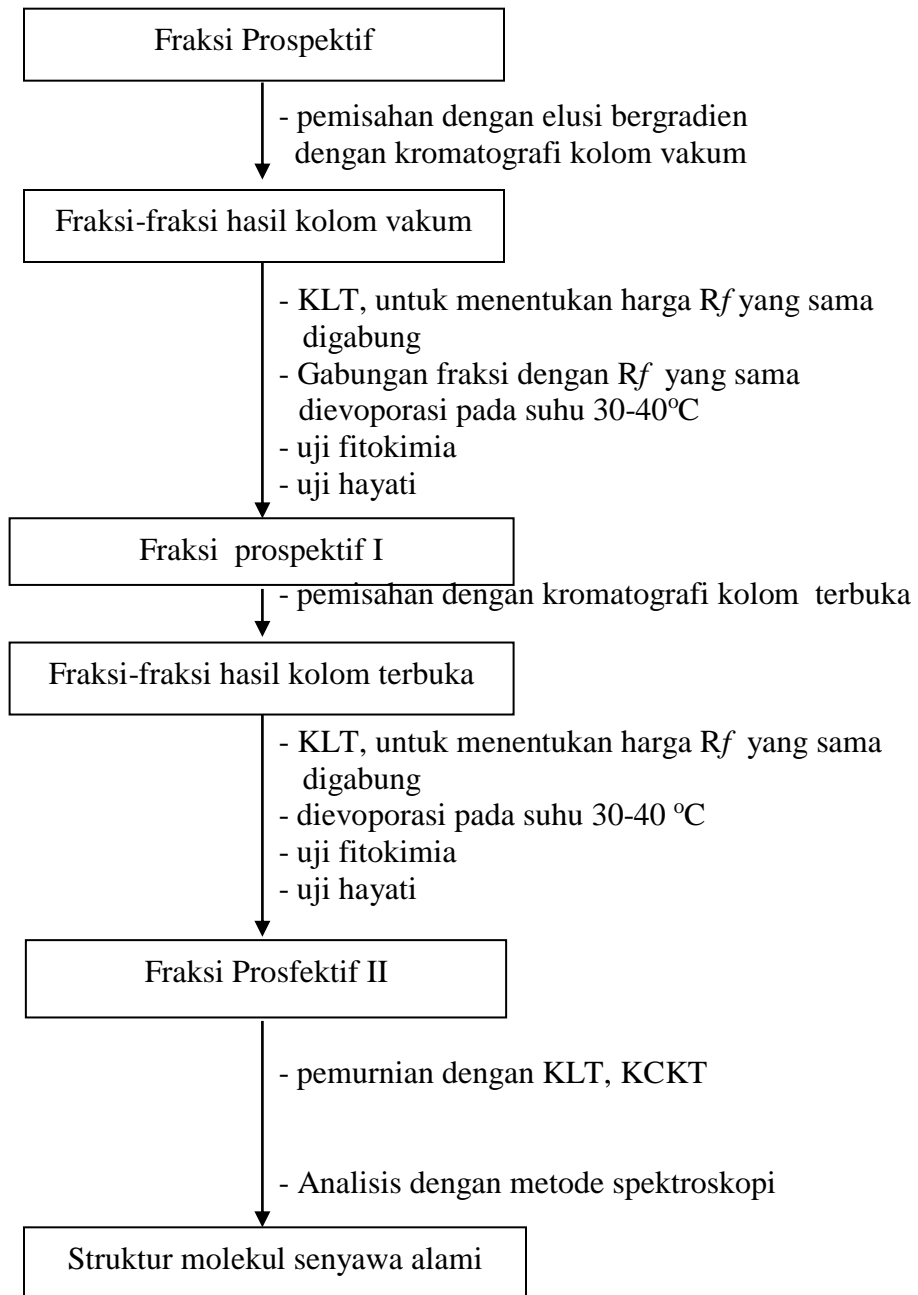 Fraksi Prospektif
- pemisahan dengan elusi bergradien
dengan kromatografi kolom vakum
Fraksi-fraksi hasil kolom vakum
- KLT, untuk menentukan harga Rf yang sama
digabung
- Gabungan fraksi dengan Rf yang sama
dievoporasi pada suhu 30-40ºC
- uji fitokimia
- uji hayati
Fraksi prospektif I
- pemisahan dengan kromatografi kolom terbuka
Fraksi-fraksi hasil kolom terbuka
- KLT, untuk menentukan harga Rf yang sama
digabung
- dievoporasi pada suhu 30-40 ºC
- uji fitokimia
- uji hayati
Fraksi Prosfektif II
- pemurnian dengan KLT, KCKT
- Analisis dengan metode spektroskopi
Struktur molekul senyawa alami